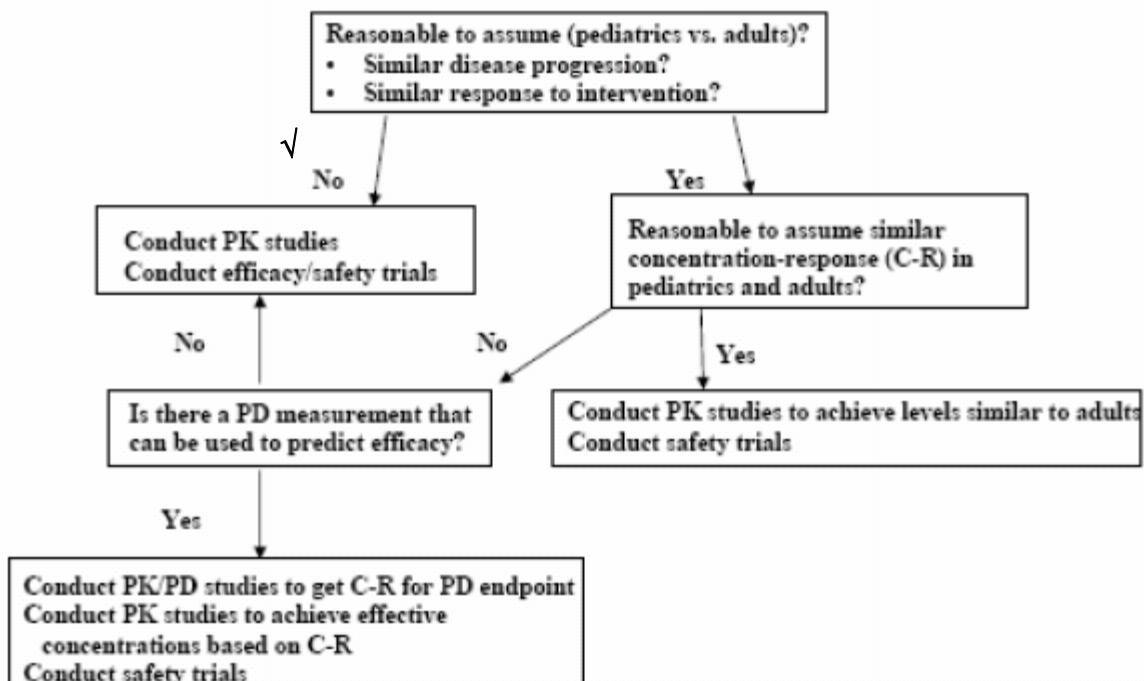 Reasonable to assume (pediatrics vs. adults)?
• Similar disease progression?
• Similar response to intervention?
√
No
Yes
Conduct PK studies
Conduct efficacy/safety trials
Reasonable to assume similar
concentration-response (C-R) in
pediatrics and adults?
No
No
Yes
Is there a PD measurement that
can be used to predict efficacy?
Conduct PK studies to achieve levels similar to adults
Conduct safety trials
Yes
Conduct PK/PD studies to get C-R for PD endpoint
Conduct PK studies to achieve effective
concentrations based on C-R
Conduct safety trials